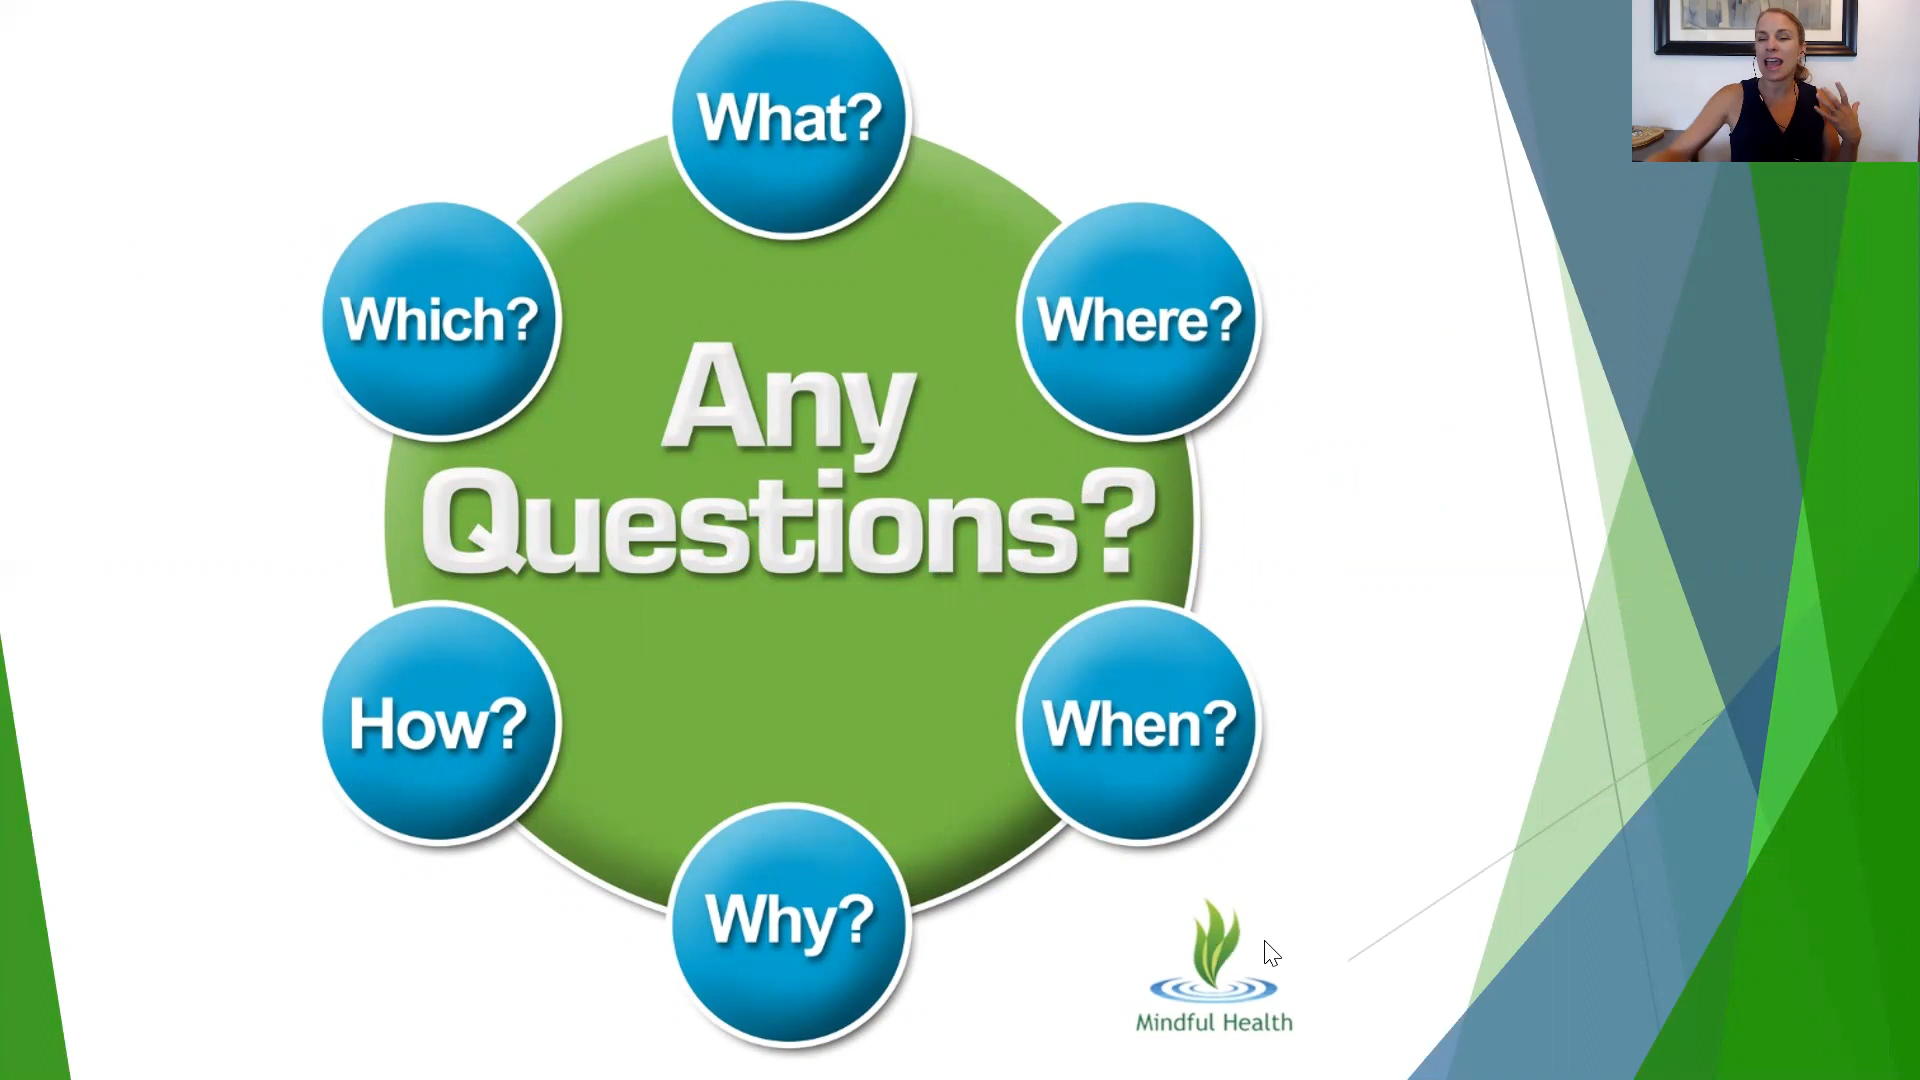 What?
Which?
Where?
Any
Questions?
How?
When?
Why?
Mindful Health